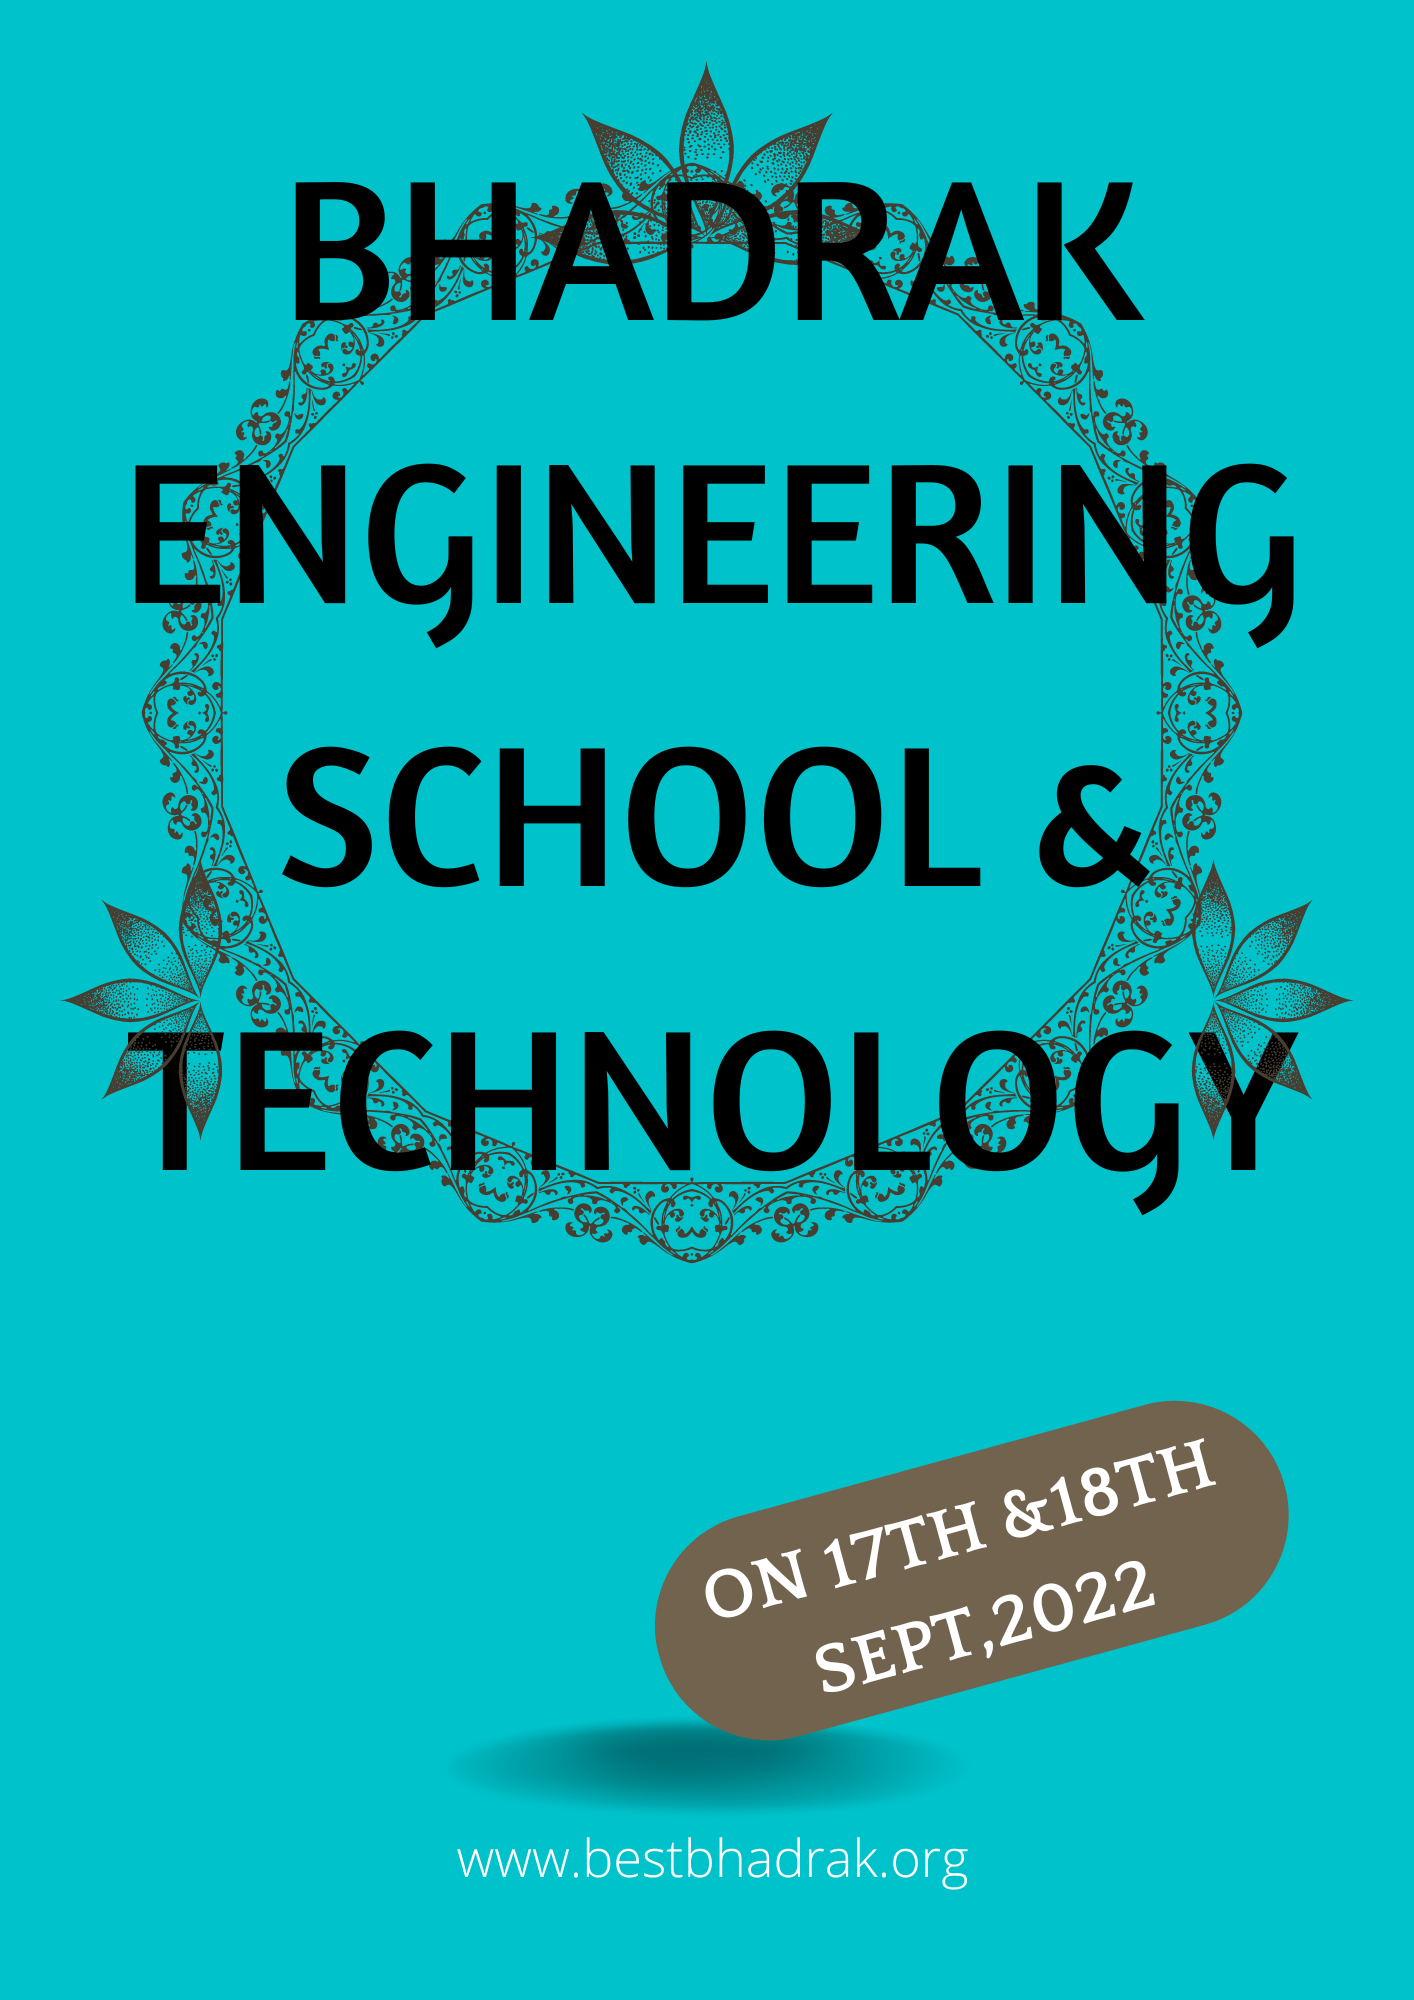 BHADRAK
ENGINEERING
SCHOOL &
TECHNOLOGY
ON 17TH &18TH
SEPT,2022
www.bestbhadrak.org